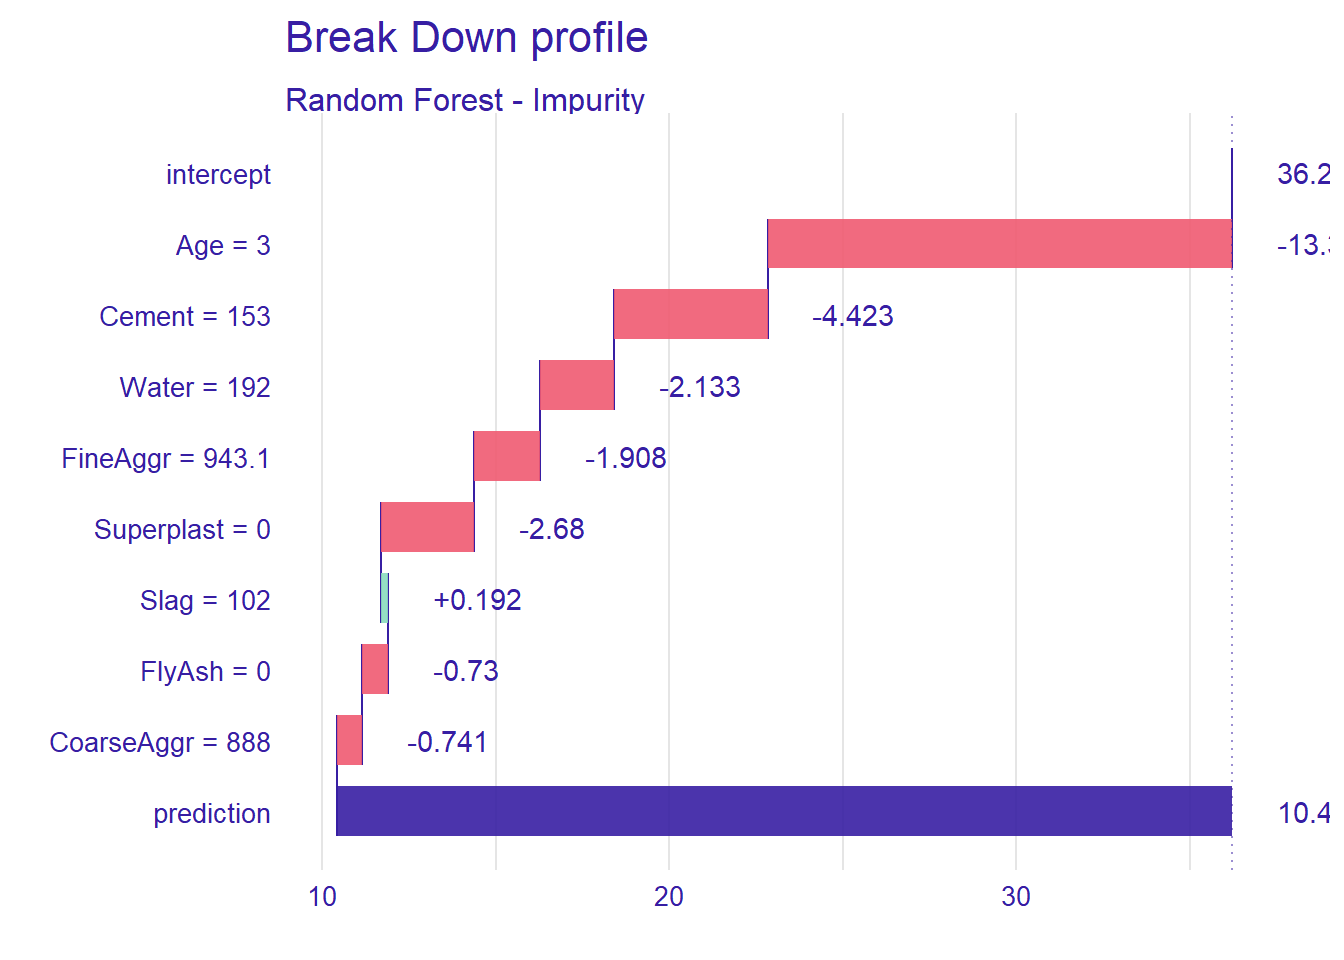 Break Down profile
Random Forest - Impurity
intercept 36.2
Age = 3 -13.3
Cement = 153 -4.423
Water = 192 -2.133
FineAggr = 943.1 -1.908
Superplast = 0 -2.68
Slag = 102 +0.192
FlyAsh = 0 -0.73
CoarseAggr = 888 -0.741
prediction 10.4
10 20 30